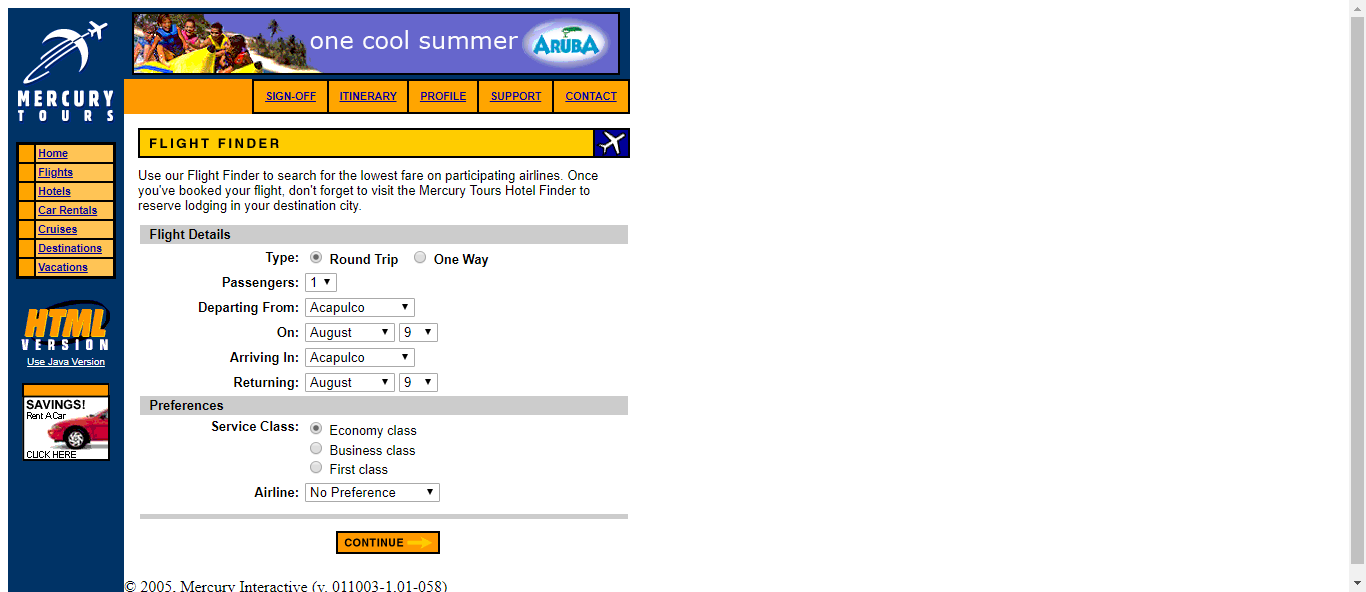 one cool summer ARUBA
MERCURY
TOURS
SIGN-OFF ITINERARY PROFILE SUPPORT CONTACT
Home
Flights
Hotels
Car Rentals
Cruises
Destinations
Vacations
HTML
VERSION
Use Java Version
SAVINGS!
Rent A Car
CLICK HERE
FLIGHT FINDER
Use our Flight Finder to search for the lowest fare on participating airlines. Once
you've booked your flight, don't forget to visit the Mercury Tours Hotel Finder to
reserve lodging in your destination city.
Flight Details
Type: Round Trip One Way
Passengers: 1
Departing From: Acapulco
On: August 9
Arriving In: Acapulco
Returning: August 9
Preferences
Service Class: Economy class
Business class
First class
Airline: No Preference
CONTINUE
© 2005, Mercury Interactive (v. 011003-1.01-058)